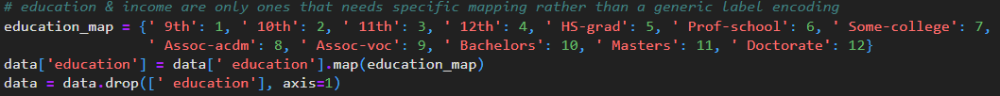 # education & income are only ones that needs specific mapping rather than a generic label encoding
education_map = {' 9th': 1, ' 10th': 2, ' 11th': 3, ' 12th': 4, ' HS-grad': 5, ' Prof-school': 6, ' Some-college': 7,
' Assoc-acdm': 8, ' Assoc-voc': 9, ' Bachelors': 10, ' Masters': 11, ' Doctorate': 12}
data['education'] = data[' education'].map(education_map)
data = data.drop([' education'], axis=1)